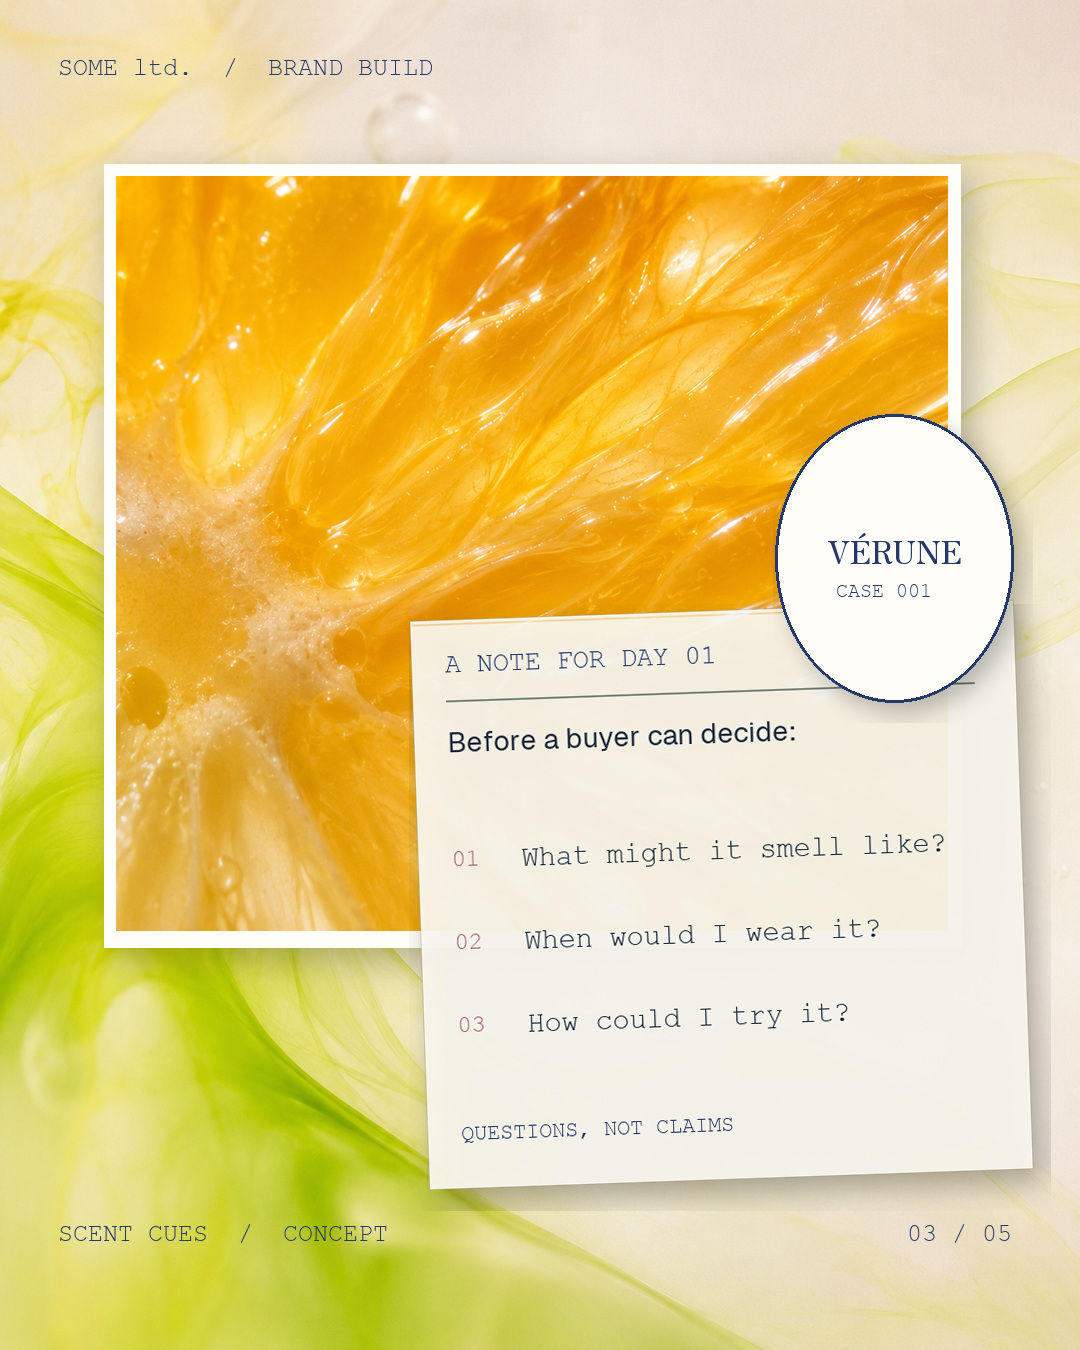 SOME ltd. / BRAND BUILD
VÉRUNE
CASE 001
A NOTE FOR DAY 01
Before a buyer can decide:
01 What might it smell like?
02 When would I wear it?
03 How could I try it?
QUESTIONS, NOT CLAIMS
SCENT CUES / CONCEPT
03 / 05